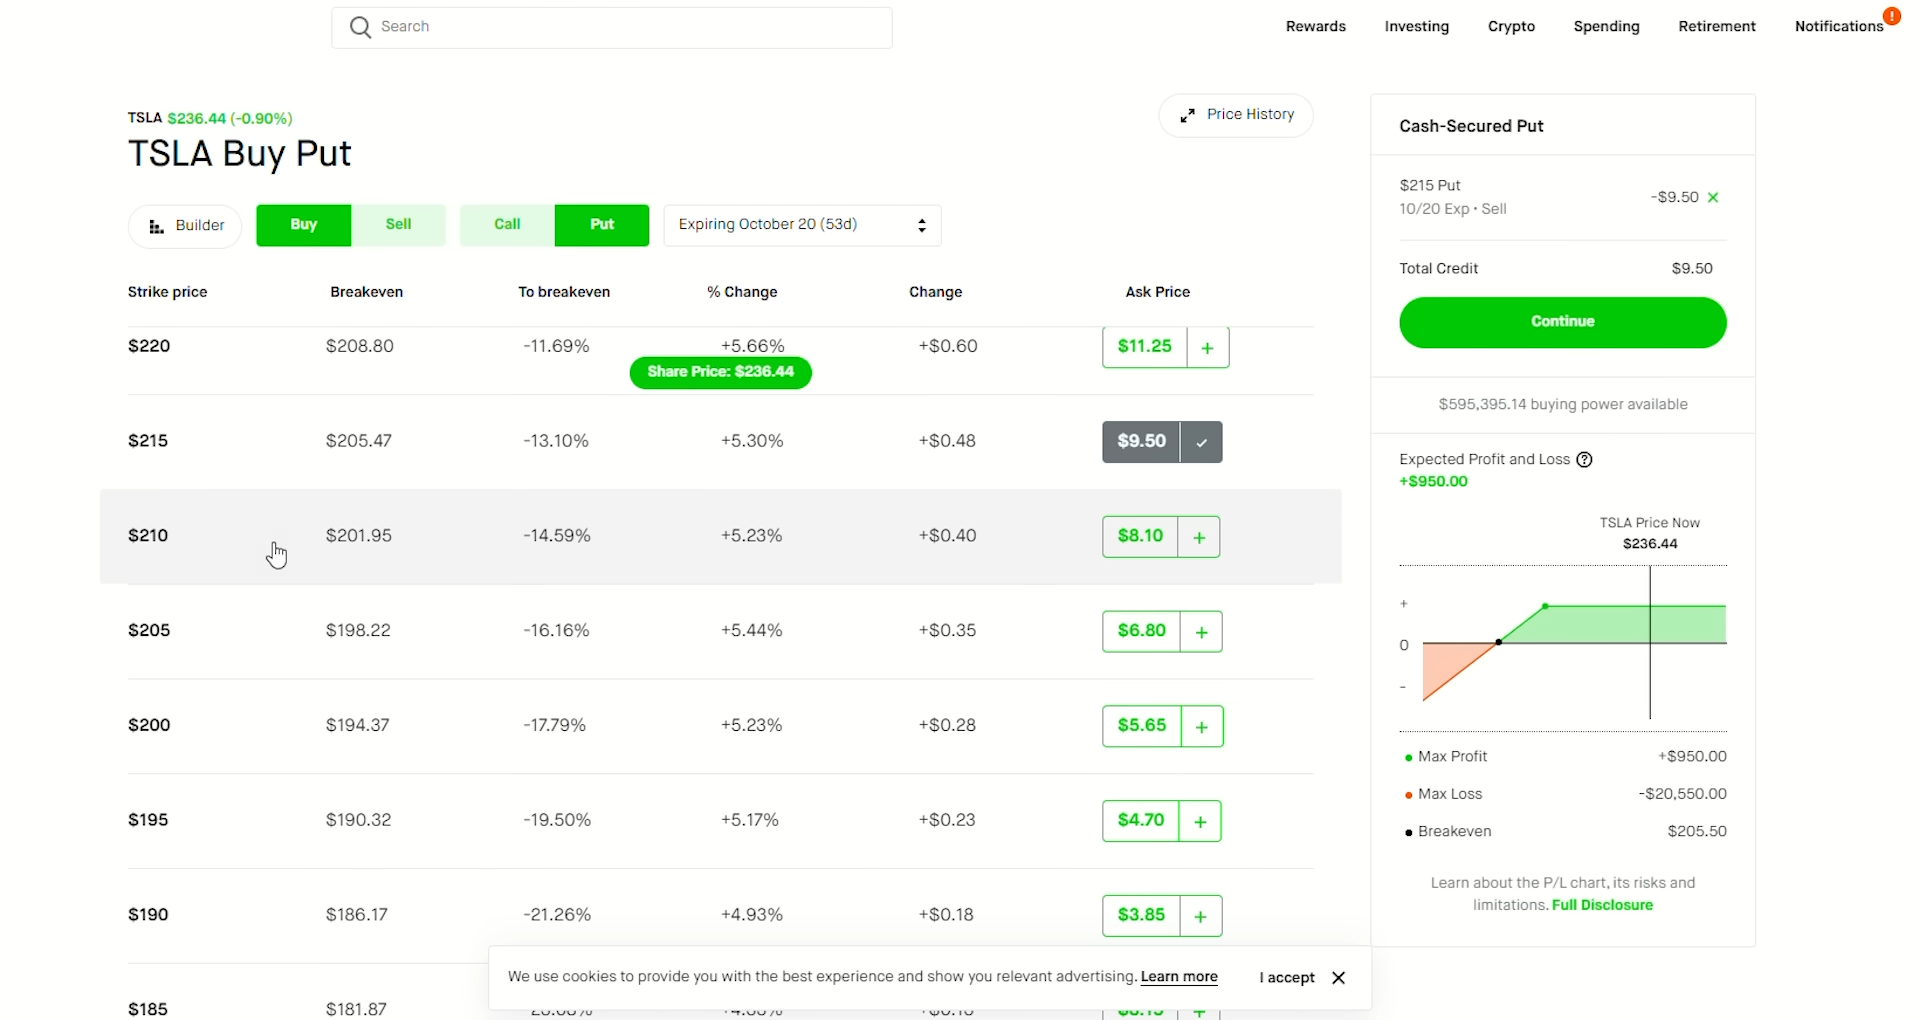 Search
Rewards Investing Crypto Spending Retirement Notifications !
TSLA $236.44 (-0.90%)
TSLA Buy Put
Price History
Builder Buy Sell Call Put Expiring October 20 (53d)
Strike price Breakeven To breakeven % Change Change Ask Price
$220 $208.80 -11.69% +5.66% +$0.60 $11.25 +
Share Price: $236.44
$215 $205.47 -13.10% +5.30% +$0.48 $9.50
$210 $201.95 -14.59% +5.23% +$0.40 $8.10 +
$205 $198.22 -16.16% +5.44% +$0.35 $6.80 +
$200 $194.37 -17.79% +5.23% +$0.28 $5.65 +
$195 $190.32 -19.50% +5.17% +$0.23 $4.70 +
$190 $186.17 -21.26% +4.93% +$0.18 $3.85 +
$185 $181.87
We use cookies to provide you with the best experience and show you relevant advertising. Learn more I accept
Cash-Secured Put
$215 Put
10/20 Exp • Sell
-$9.50
Total Credit $9.50
Continue
$595,395.14 buying power available
Expected Profit and Loss ?
+$950.00
TSLA Price Now
$236.44
+
0
-
Max Profit +$950.00
Max Loss -$20,550.00
Breakeven $205.50
Learn about the P/L chart, its risks and
limitations. Full Disclosure